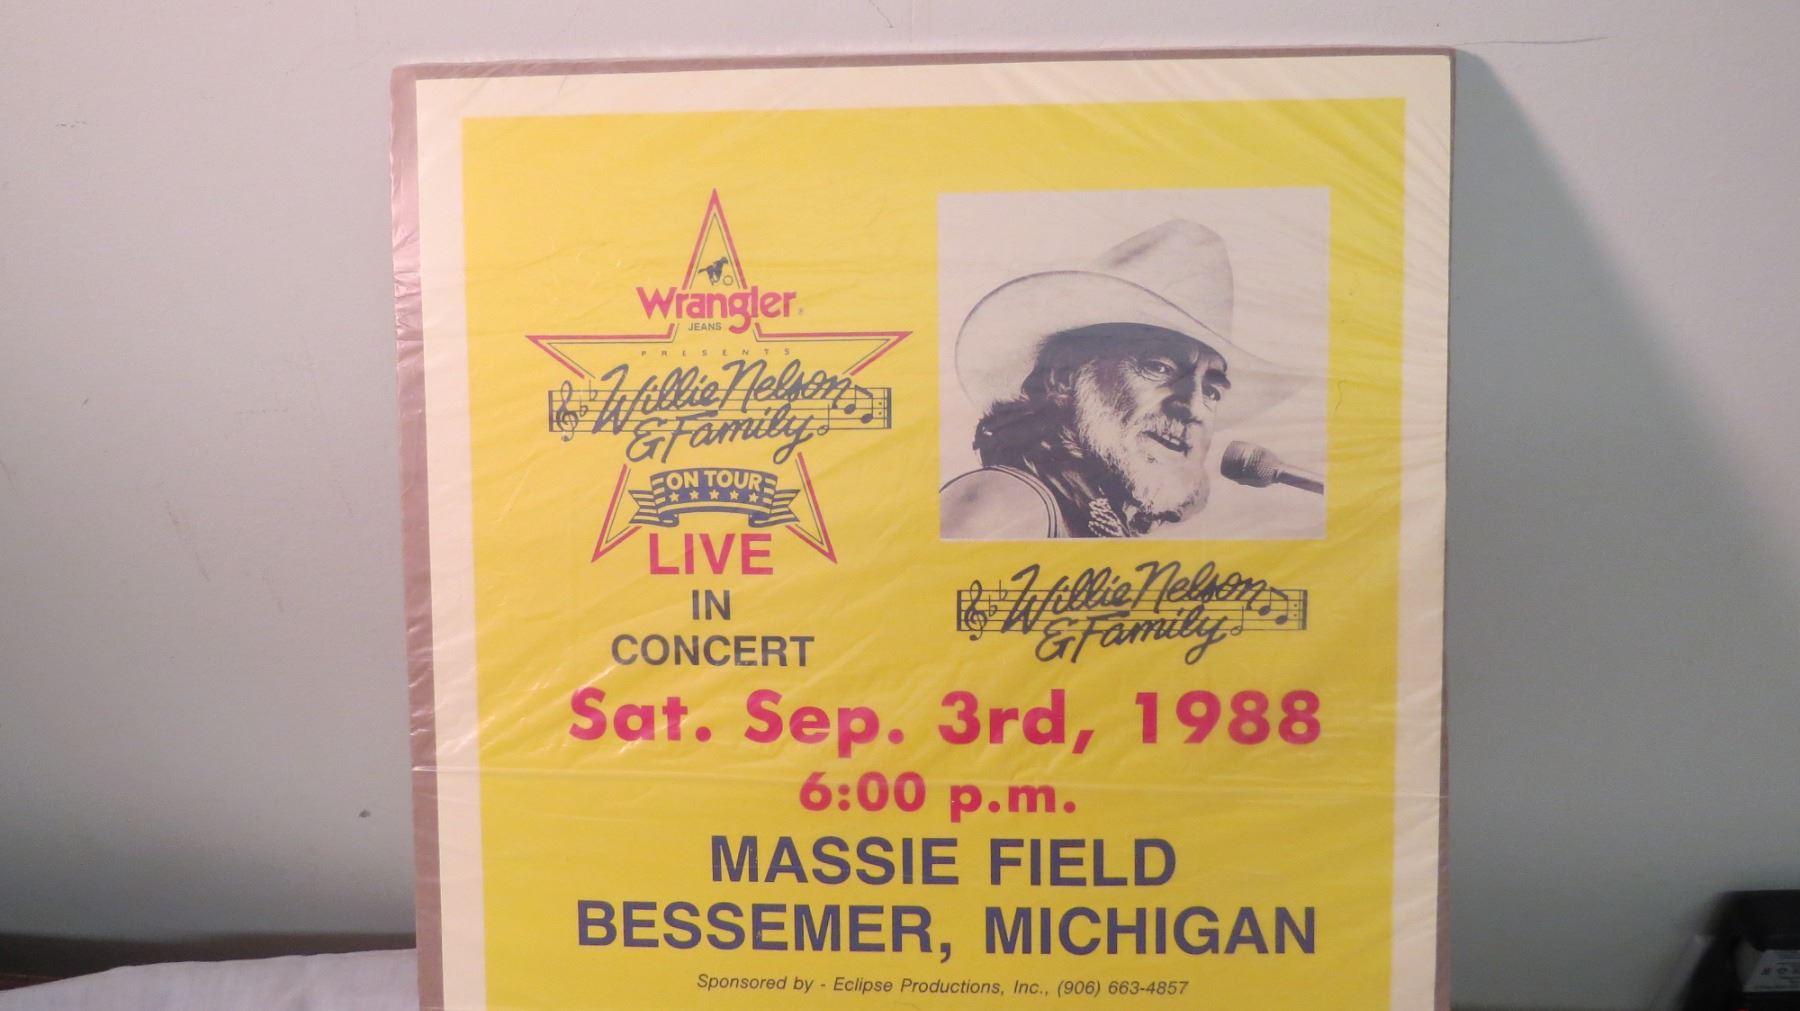 Wrangler®
JEANS
PRESENTS
Willie Nelson
& Family
ON TOUR
LIVE
IN
CONCERT
Willie Nelson
& Family
Sat. Sep. 3rd, 1988
6:00 p.m.
MASSIE FIELD
BESSEMER, MICHIGAN
Sponsored by - Eclipse Productions, Inc., (906) 663-4857